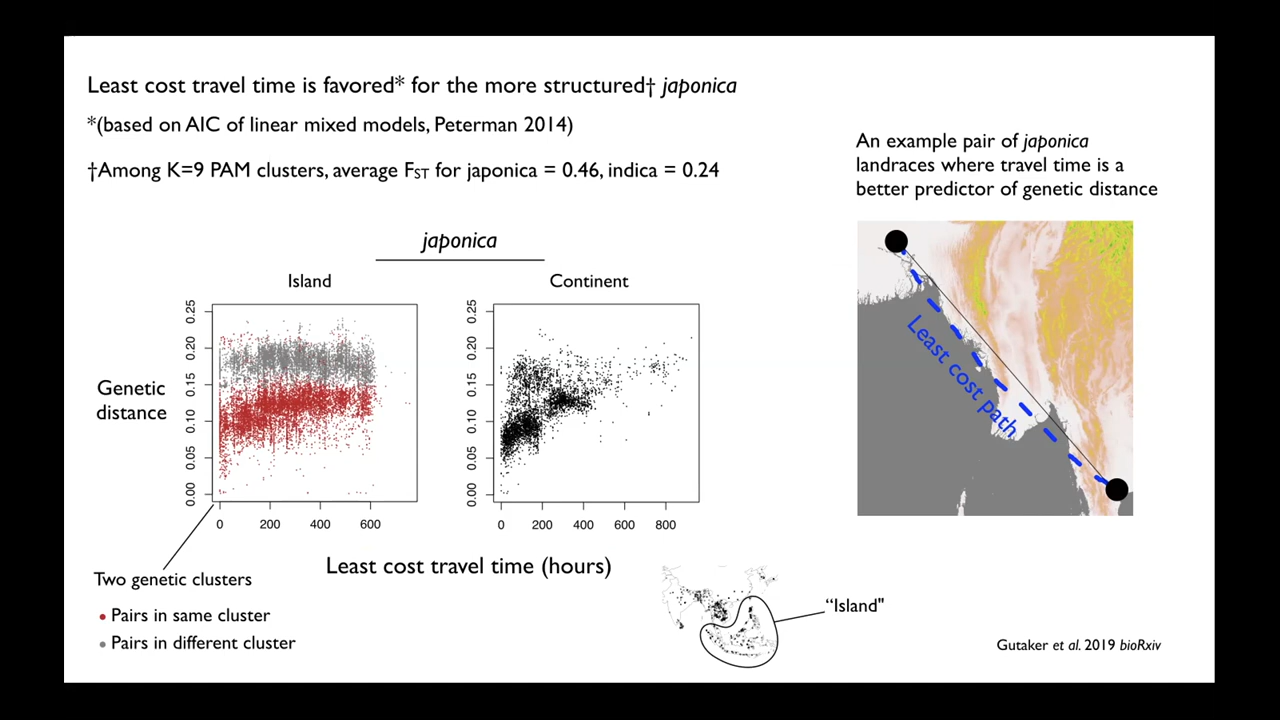 Least cost travel time is favored* for the more structured† japonica
*(based on AIC of linear mixed models, Peterman 2014)
†Among K=9 PAM clusters, average FST for japonica = 0.46, indica = 0.24
An example pair of japonica
landraces where travel time is a
better predictor of genetic distance
japonica
Island
Continent
Genetic
distance
0.25
0.20
0.15
0.10
0.05
0.00
0 200 400 600
0.25
0.20
0.15
0.10
0.05
0.00
0 200 400 600 800
Least cost travel time (hours)
Least cost path
Two genetic clusters
• Pairs in same cluster
• Pairs in different cluster
“Island"
Gutaker et al. 2019 bioRxiv